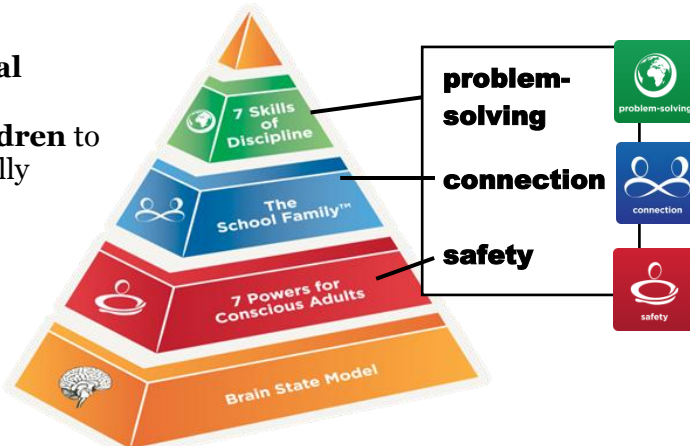 al
dren to
lly
7 Skills
of
Discipline
The
School Family™
7 Powers for
Conscious Adults
Brain State Model
problem-
solving
connection
safety
problem-solving
connection
safety